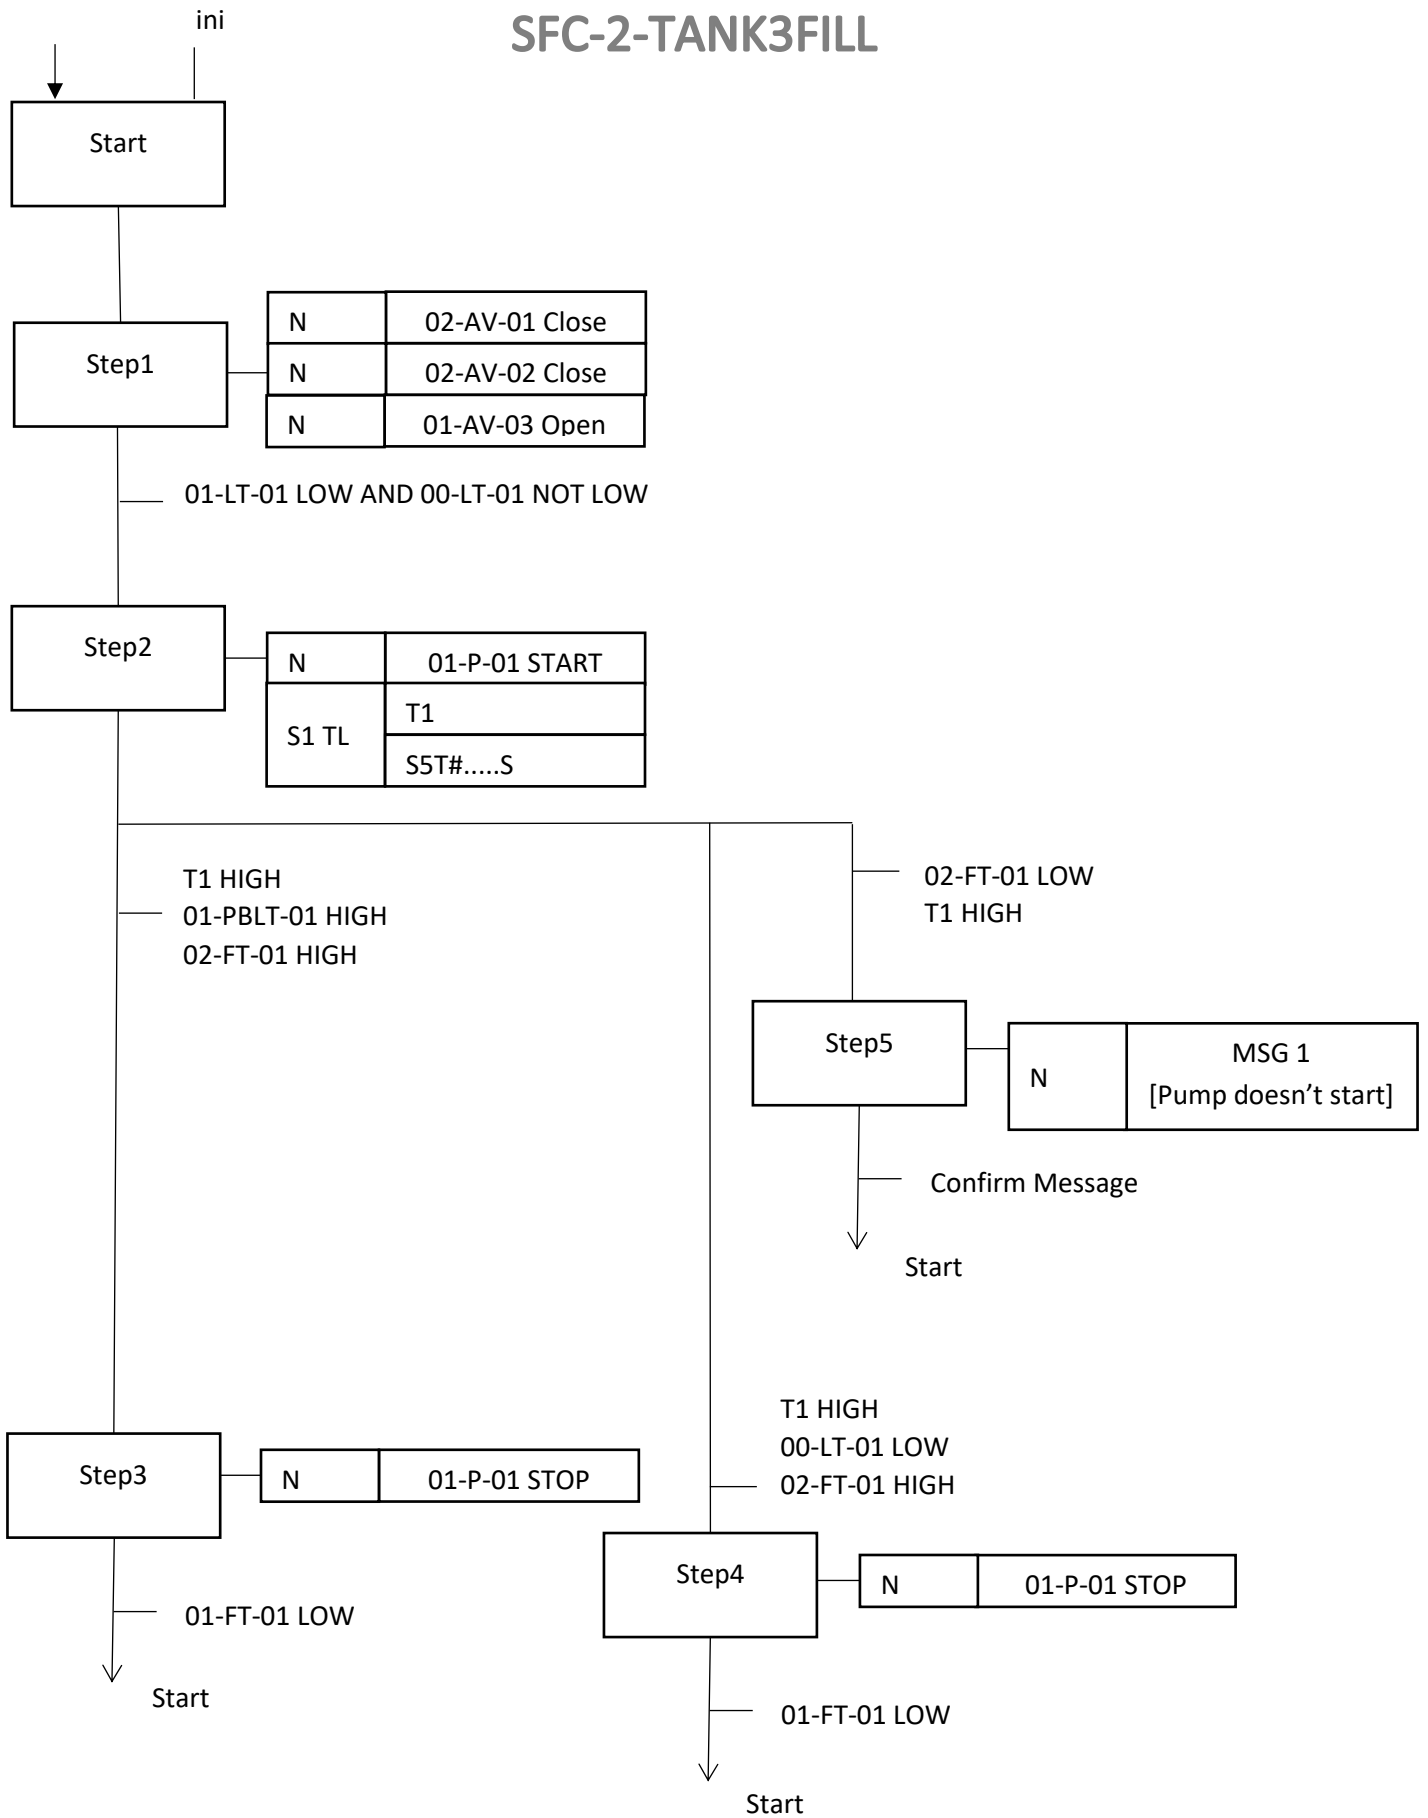 ini
SFC-2-TANK3FILL
Start
Step1
N 02-AV-01 Close
N 02-AV-02 Close
N 01-AV-03 Open
01-LT-01 LOW AND 00-LT-01 NOT LOW
Step2
N 01-P-01 START
S1 TL
T1
S5T#.....S
T1 HIGH
01-PBLT-01 HIGH
02-FT-01 HIGH
02-FT-01 LOW
T1 HIGH
Step5
N
MSG 1
[Pump doesn’t start]
Confirm Message
Start
T1 HIGH
00-LT-01 LOW
02-FT-01 HIGH
Step3
N 01-P-01 STOP
Step4
N 01-P-01 STOP
01-FT-01 LOW
Start
01-FT-01 LOW
Start